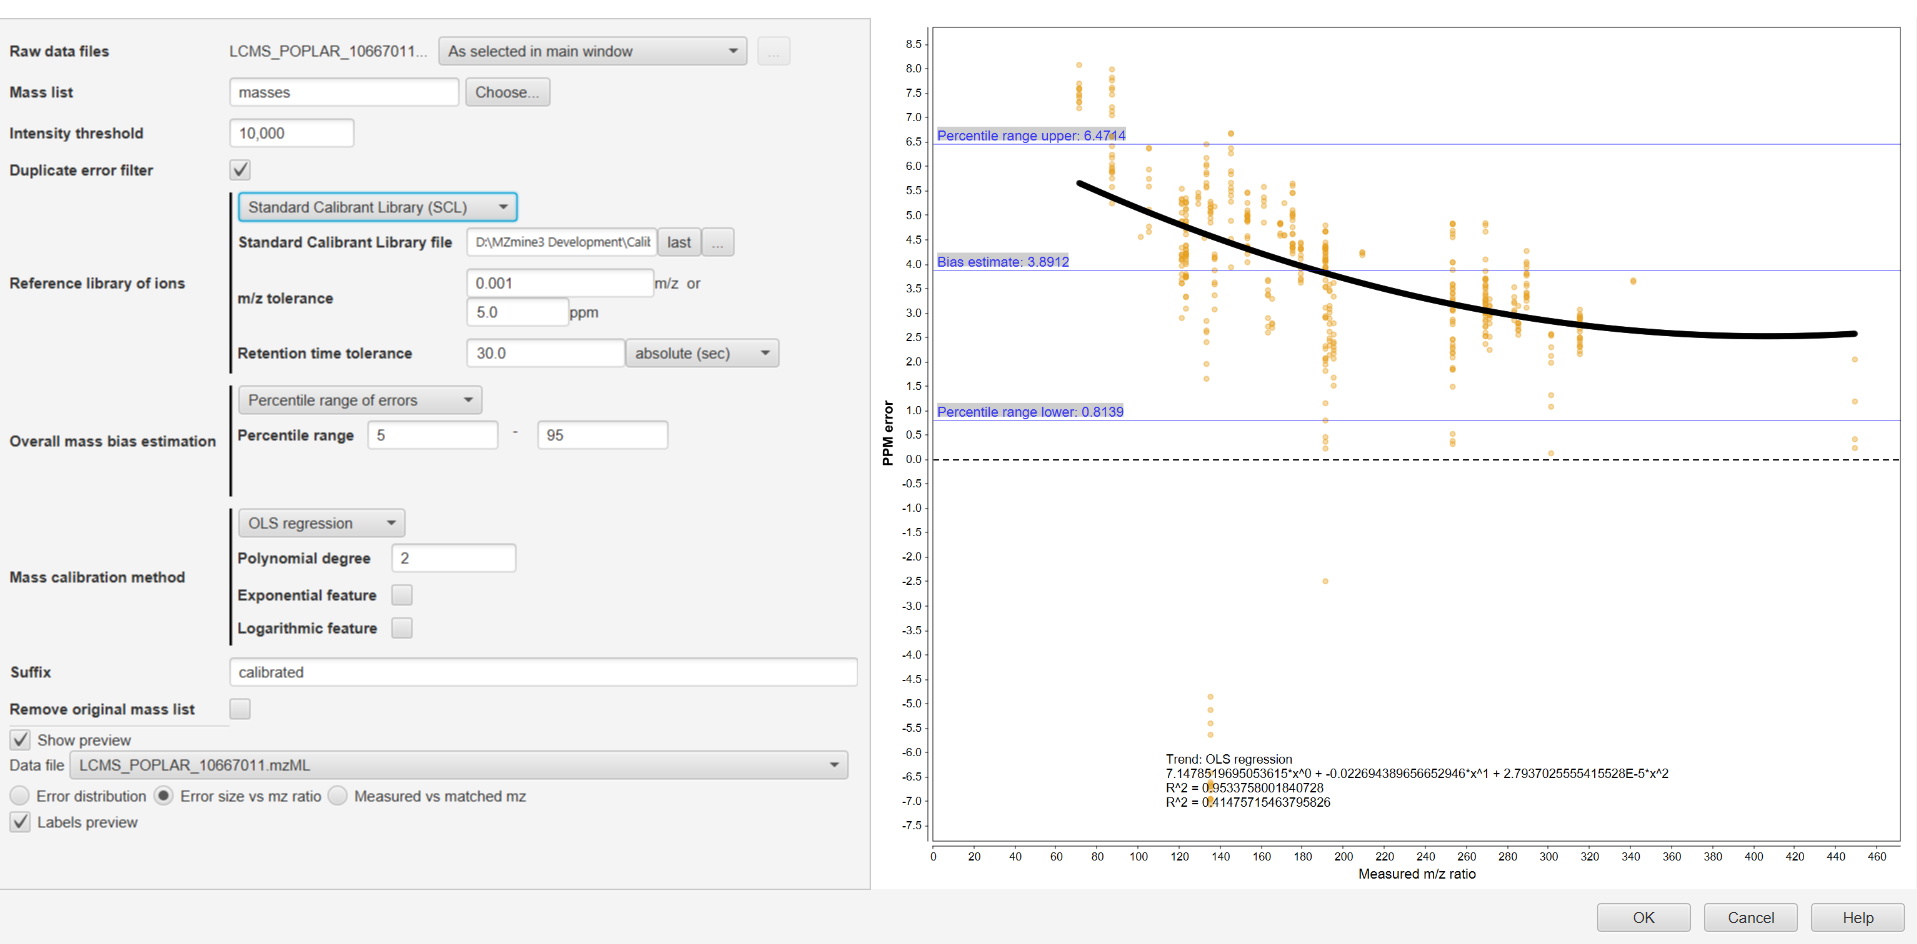 Raw data files LCMS_POPLAR_10667011... As selected in main window ...
Mass list masses Choose...
Intensity threshold 10,000
Duplicate error filter
Standard Calibrant Library (SCL)
Standard Calibrant Library file D:\MZmine3 Development\Calib last ...
Reference library of ions
m/z tolerance
0.001 m/z or
5.0 ppm
Retention time tolerance 30.0 absolute (sec)
Percentile range of errors
Overall mass bias estimation
Percentile range 5 - 95
OLS regression
Polynomial degree 2
Mass calibration method
Exponential feature
Logarithmic feature
Suffix calibrated
Remove original mass list
Show preview
Data file LCMS_POPLAR_10667011.mzML
Error distribution Error size vs mz ratio Measured vs matched mz
Labels preview
PPM error
8.5
8.0
7.5
7.0
6.5
6.0
5.5
5.0
4.5
4.0
3.5
3.0
2.5
2.0
1.5
1.0
0.5
0.0
-0.5
-1.0
-1.5
-2.0
-2.5
-3.0
-3.5
-4.0
-4.5
-5.0
-5.5
-6.0
-6.5
-7.0
-7.5
Percentile range upper: 6.4714
Bias estimate: 3.8912
Percentile range lower: 0.8139
Trend: OLS regression
7.1478519695053615*x^0 + -0.022694389656652946*x^1 + 2.7937025555415528E-5*x^2
R^2 = 0.9533758001840728
R^2 = 0.41475715463795826
0 20 40 60 80 100 120 140 160 180 200 220 240 260 280 300 320 340 360 380 400 420 440 460
Measured m/z ratio
OK Cancel Help